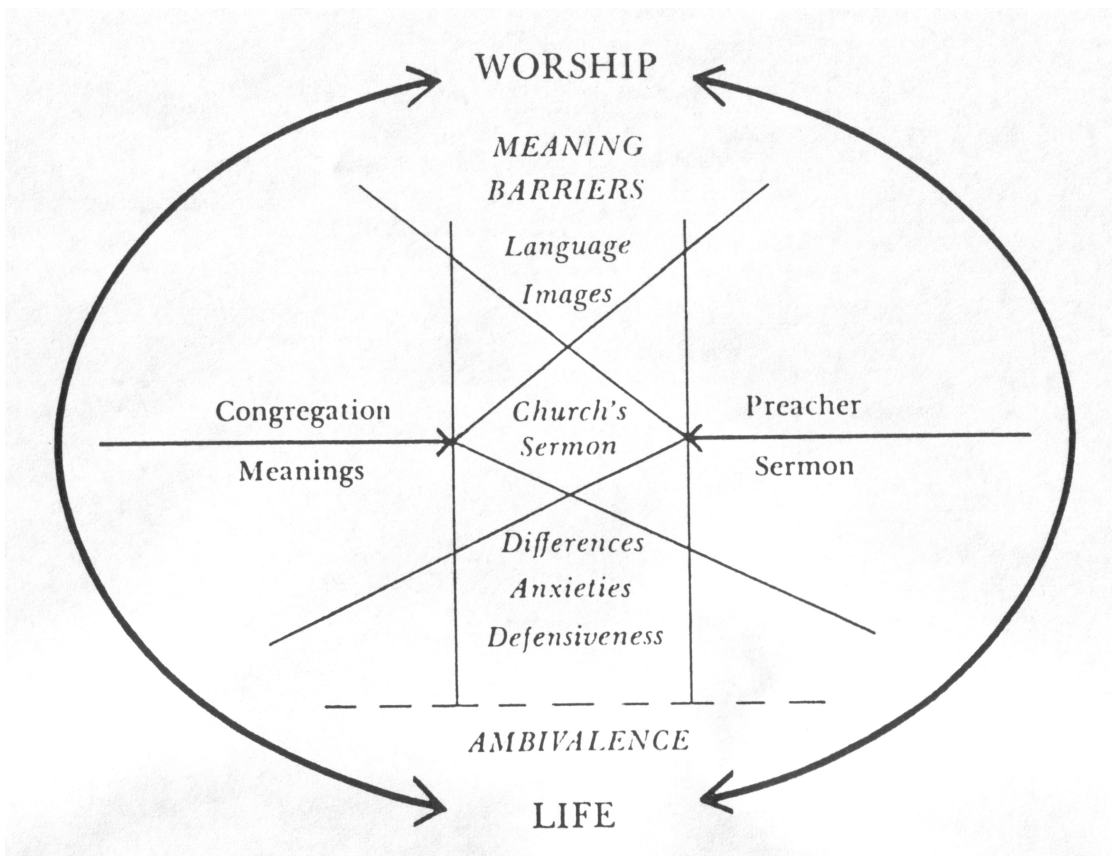 WORSHIP
MEANING
BARRIERS
Language
Images
Congregation
Meanings
Church's
Sermon
Preacher
Sermon
Differences
Anxieties
Defensiveness
AMBIVALENCE
LIFE